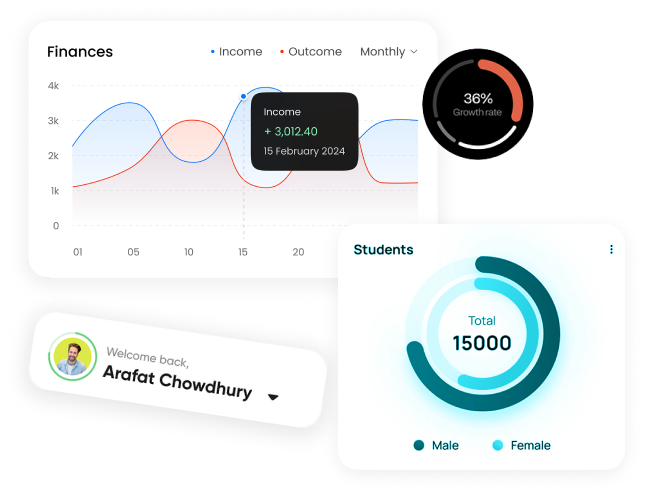 Finances
Income
Outcome
Monthly
4k
3k
2k
1k
0
01
05
10
15
20
Income
+ 3,012.40
15 February 2024
36%
Growth rate
Students
Total
15000
Male
Female
Welcome back,
Arafat Chowdhury